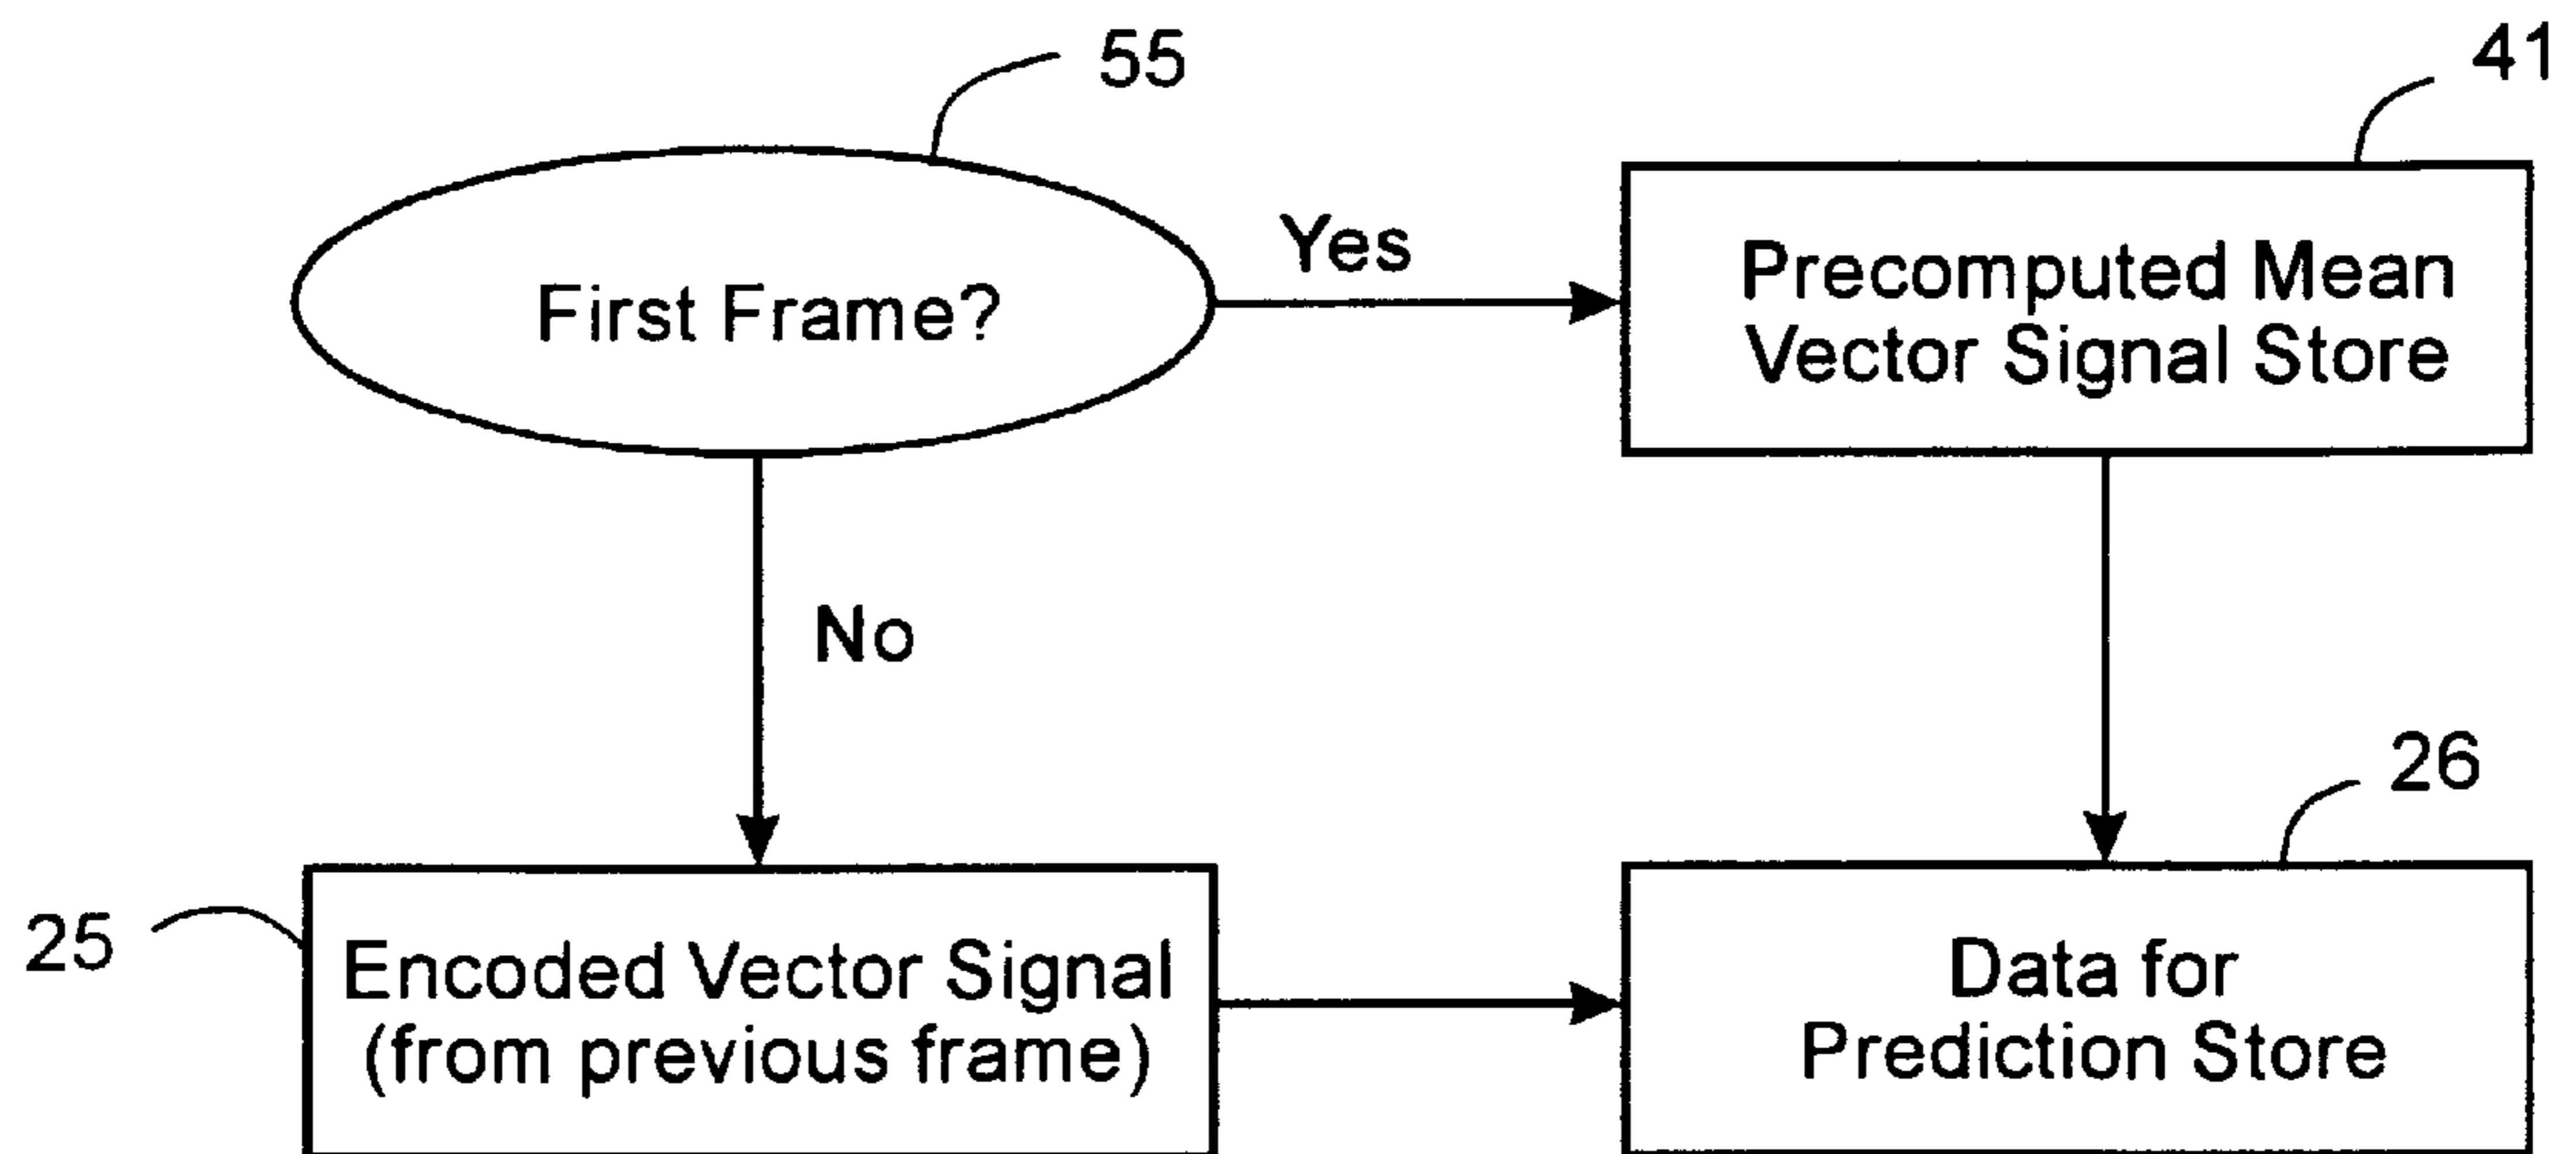 55
41
First Frame?
Yes
Precomputed Mean
Vector Signal Store
No
26
25
Encoded Vector Signal
(from previous frame)
Data for
Prediction Store